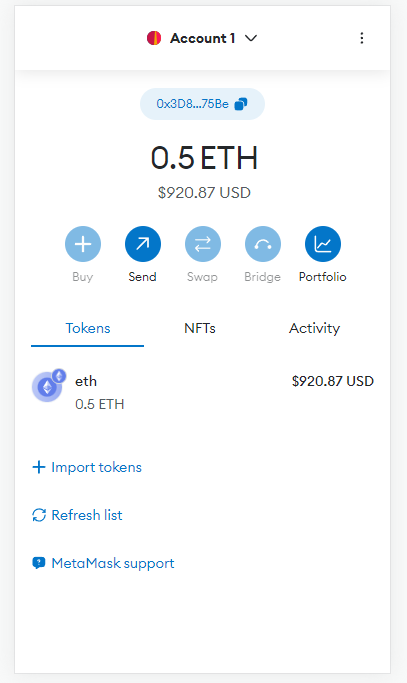 Account 1
0x3D8...75Be
0.5 ETH
$920.87 USD
Buy Send Swap Bridge Portfolio
Tokens NFTs Activity
eth $920.87 USD
0.5 ETH
Import tokens
Refresh list
MetaMask support